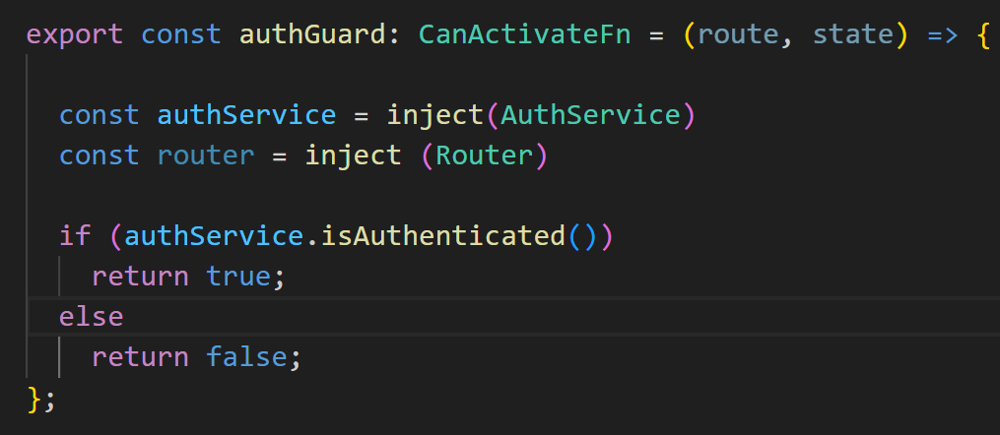 export const authGuard: CanActivateFn = (route, state) => {
const authService = inject(AuthService)
const router = inject (Router)
if (authService.isAuthenticated())
return true;
else
return false;
};